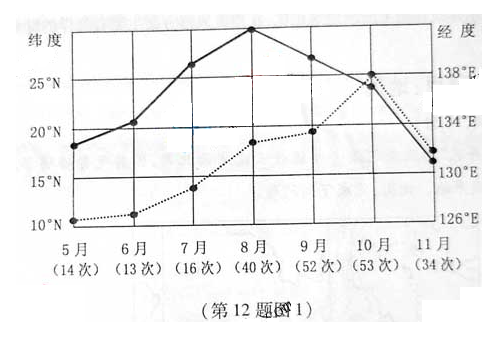 纬度 经度
25°N 138°E
20°N 134°E
15°N 130°E
10°N 126°E
5月 6月 7月 8月 9月 10月 11月
(14次) (13次) (16次) (40次) (52次) (53次) (34次)
(第12题图1)